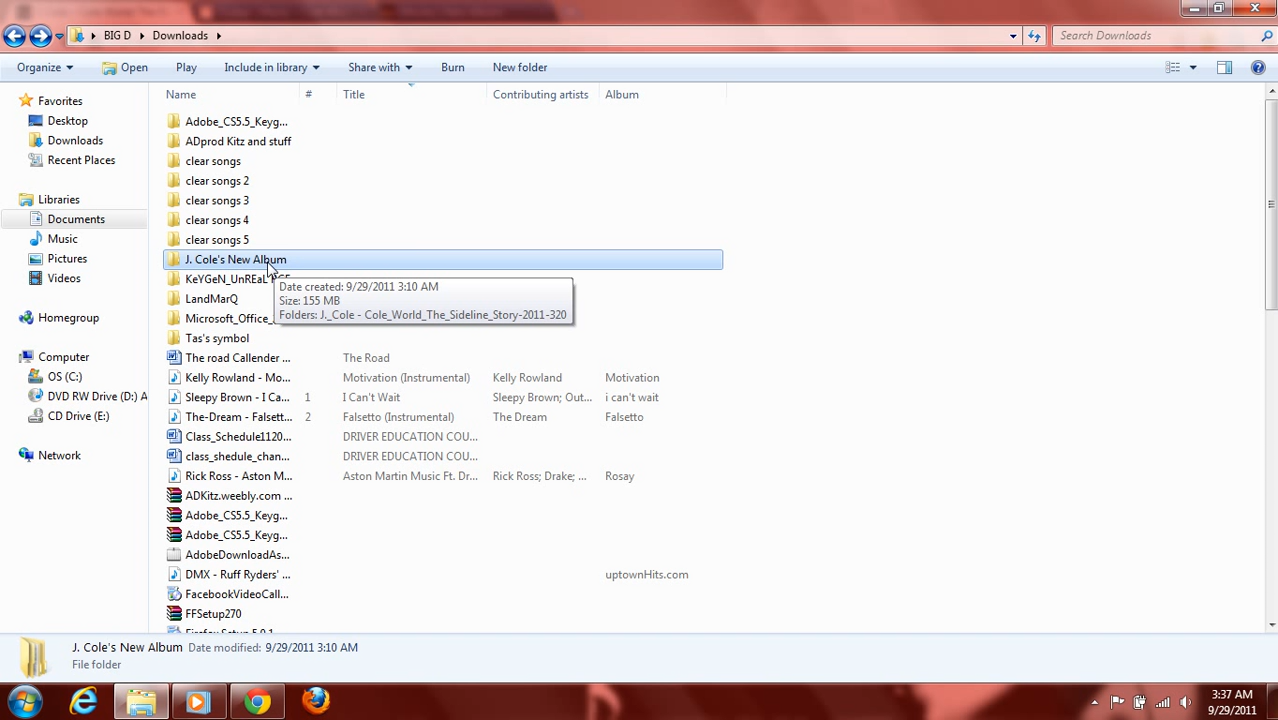 BIG D Downloads
Search Downloads
Organize Open Play Include in library Share with Burn New folder
Name # Title Contributing artists Album
Favorites
Desktop
Downloads
Recent Places
Libraries
Documents
Music
Pictures
Videos
Homegroup
Computer
OS (C:)
DVD RW Drive (D:) A
CD Drive (E:)
Network
Adobe_CS5.5_Keyg...
ADprod Kitz and stuff
clear songs
clear songs 2
clear songs 3
clear songs 4
clear songs 5
J. Cole's New Album
Date created: 9/29/2011 3:10 AM
Size: 155 MB
Folders: J._Cole - Cole_World_The_Sideline_Story-2011-320
LandMarQ
Microsoft_Office_
Tas's symbol
The road Callender ... The Road
Kelly Rowland - Mo... Motivation (Instrumental) Kelly Rowland Motivation
Sleepy Brown - I Ca... 1 I Can't Wait Sleepy Brown; Out... i can't wait
The-Dream - Falsett... 2 Falsetto (Instrumental) The Dream Falsetto
Class_Schedule1120... DRIVER EDUCATION COU...
class_shedule_chan... DRIVER EDUCATION COU...
Rick Ross - Aston M... Aston Martin Music Ft. Dr... Rick Ross; Drake; ... Rosay
ADKitz.weebly.com ...
Adobe_CS5.5_Keyg...
Adobe_CS5.5_Keyg...
AdobeDownloadAs...
DMX - Ruff Ryders' ... uptownHits.com
FacebookVideoCall...
FFSetup270
J. Cole's New Album Date modified: 9/29/2011 3:10 AM
File folder
3:37 AM
9/29/2011